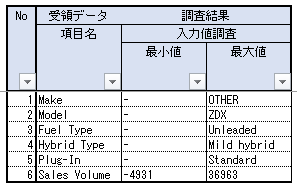 No 受領データ 調査結果
項目名 入力値調査
最小値 最大値
1 Make - OTHER
2 Model - ZDX
3 Fuel Type - Unleaded
4 Hybrid Type - Mild hybrid
5 Plug-In - Standard
6 Sales Volume -4931 36963